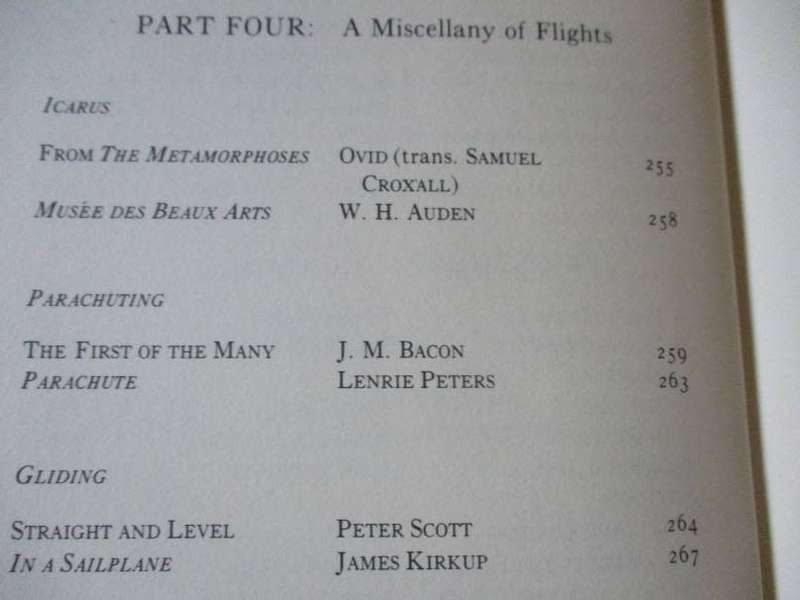 PART FOUR: A Miscellany of Flights
ICARUS
FROM THE METAMORPHOSES OVID (trans. SAMUEL CROXALL) 255
MUSÉE DES BEAUX ARTS W. H. AUDEN 258
PARACHUTING
THE FIRST OF THE MANY J. M. BACON 259
PARACHUTE LENRIE PETERS 263
GLIDING
STRAIGHT AND LEVEL PETER SCOTT 264
IN A SAILPLANE JAMES KIRKUP 267